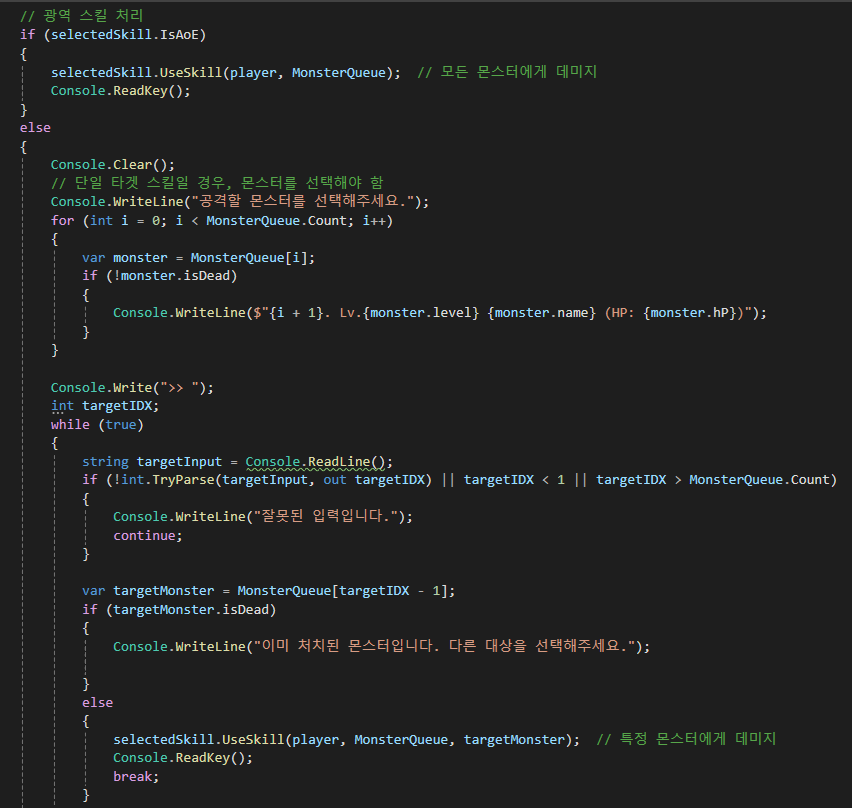 // 광역 스킬 처리
if (selectedSkill.IsAoE)
{
selectedSkill.UseSkill(player, MonsterQueue);  // 모든 몬스터에게 데미지
Console.ReadKey();
}
else
{
Console.Clear();
// 단일 타겟 스킬일 경우, 몬스터를 선택해야 함
Console.WriteLine("공격할 몬스터를 선택해주세요.");
for (int i = 0; i < MonsterQueue.Count; i++)
{
var monster = MonsterQueue[i];
if (!monster.isDead)
{
Console.WriteLine($"{i + 1}. Lv.{monster.level} {monster.name} (HP: {monster.hP})");
}
}
Console.Write(">> ");
int targetIDX;
while (true)
{
string targetInput = Console.ReadLine();
if (!int.TryParse(targetInput, out targetIDX) || targetIDX < 1 || targetIDX > MonsterQueue.Count)
{
Console.WriteLine("잘못된 입력입니다.");
continue;
}
var targetMonster = MonsterQueue[targetIDX - 1];
if (targetMonster.isDead)
{
Console.WriteLine("이미 처치된 몬스터입니다. 다른 대상을 선택해주세요.");
}
else
{
selectedSkill.UseSkill(player, MonsterQueue, targetMonster);  // 특정 몬스터에게 데미지
Console.ReadKey();
break;
}